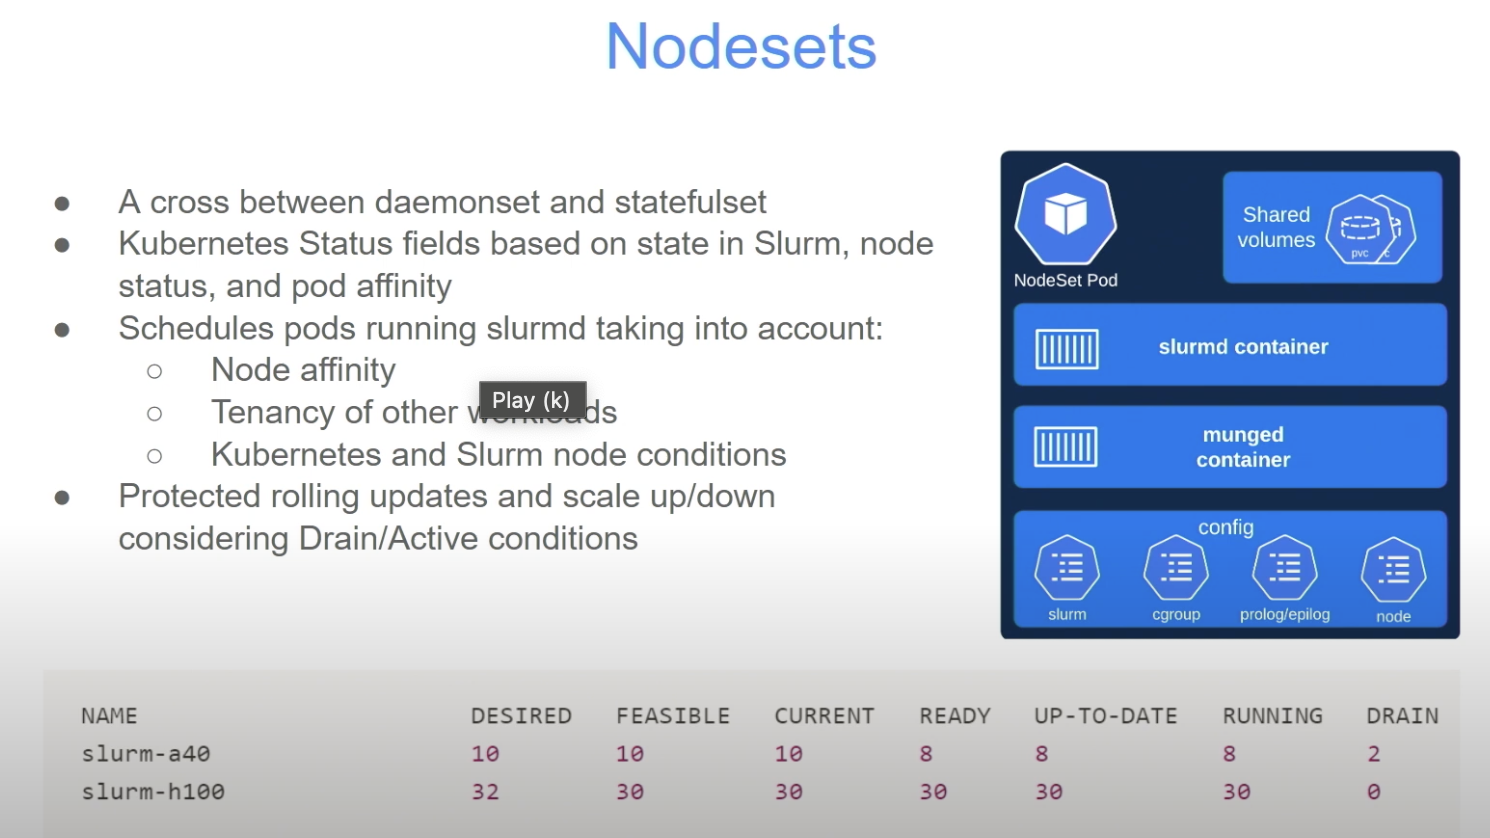 Nodesets
● A cross between daemonset and statefulset
● Kubernetes Status fields based on state in Slurm, node
status, and pod affinity
● Schedules pods running slurmd taking into account:
○ Node affinity
○ Tenancy of other workloads
Play (k)
○ Kubernetes and Slurm node conditions
● Protected rolling updates and scale up/down
considering Drain/Active conditions
NodeSet Pod
Shared
volumes
pvc
c
slurmd container
munged
container
config
slurm cgroup prolog/epilog node
NAME DESIRED FEASIBLE CURRENT READY UP-TO-DATE RUNNING DRAIN
slurm-a40 10 10 10 8 8 8 2
slurm-h100 32 30 30 30 30 30 0